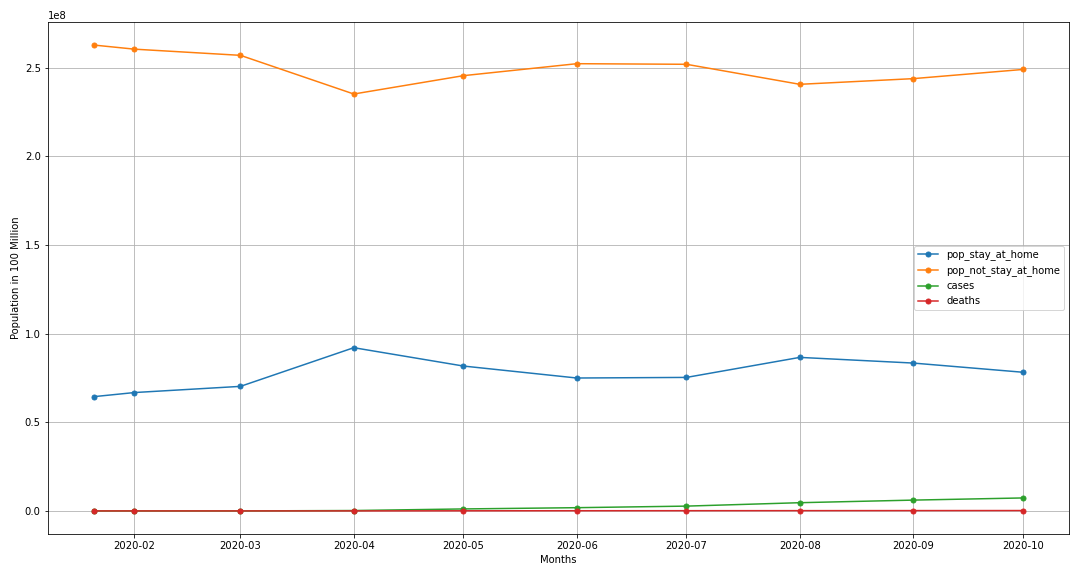 1e8
2.5
2.0
1.5
1.0
0.5
0.0
Population in 100 Million
pop_stay_at_home
pop_not_stay_at_home
cases
deaths
2020-02 2020-03 2020-04 2020-05 2020-06 2020-07 2020-08 2020-09 2020-10
Months